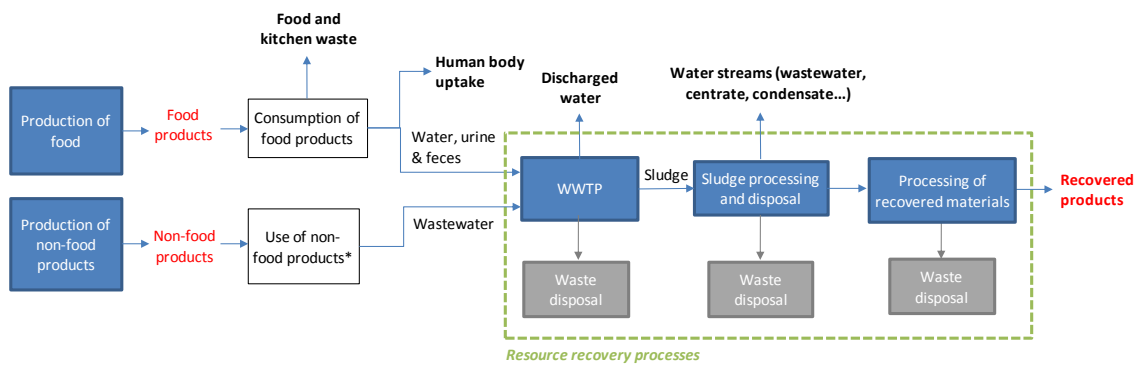 Food and
kitchen waste
Human body
uptake
Discharged
water
Water streams (wastewater,
centrate, condensate...)
Production of
food
Food
products
Consumption of
food products
Water, urine
& feces
WWTP
Sludge
Sludge processing
and disposal
Processing of
recovered materials
Recovered
products
Production of
non-food
products
Non-food
products
Use of non-
food products*
Wastewater
Waste
disposal
Waste
disposal
Waste
disposal
Resource recovery processes